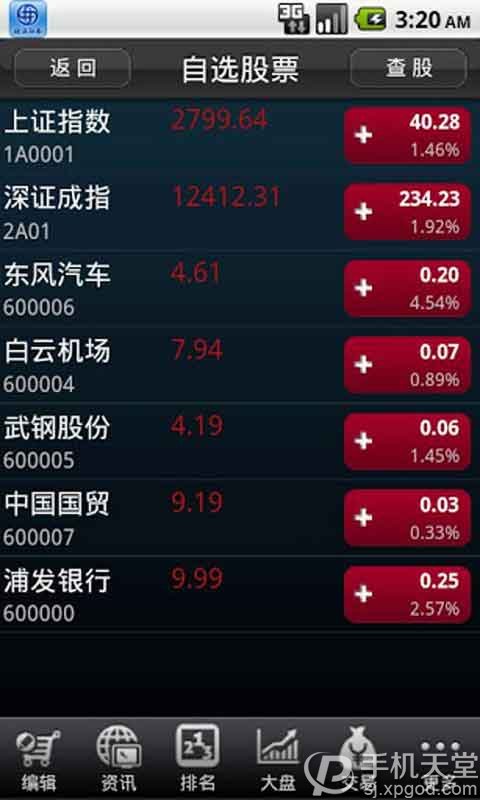 3G 3:20 AM
返回 自选股票 查股
上证指数 2799.64 + 40.28
1A0001 1.46%
深证成指 12412.31 + 234.23
2A01 1.92%
东风汽车 4.61 + 0.20
600006 4.54%
白云机场 7.94 + 0.07
600004 0.89%
武钢股份 4.19 + 0.06
600005 1.45%
中国国贸 9.19 + 0.03
600007 0.33%
浦发银行 9.99 + 0.25
600000 2.57%
1 2 3
编辑 资讯 排名 大盘 交易 更多
手机天堂
sj.xpgod.com